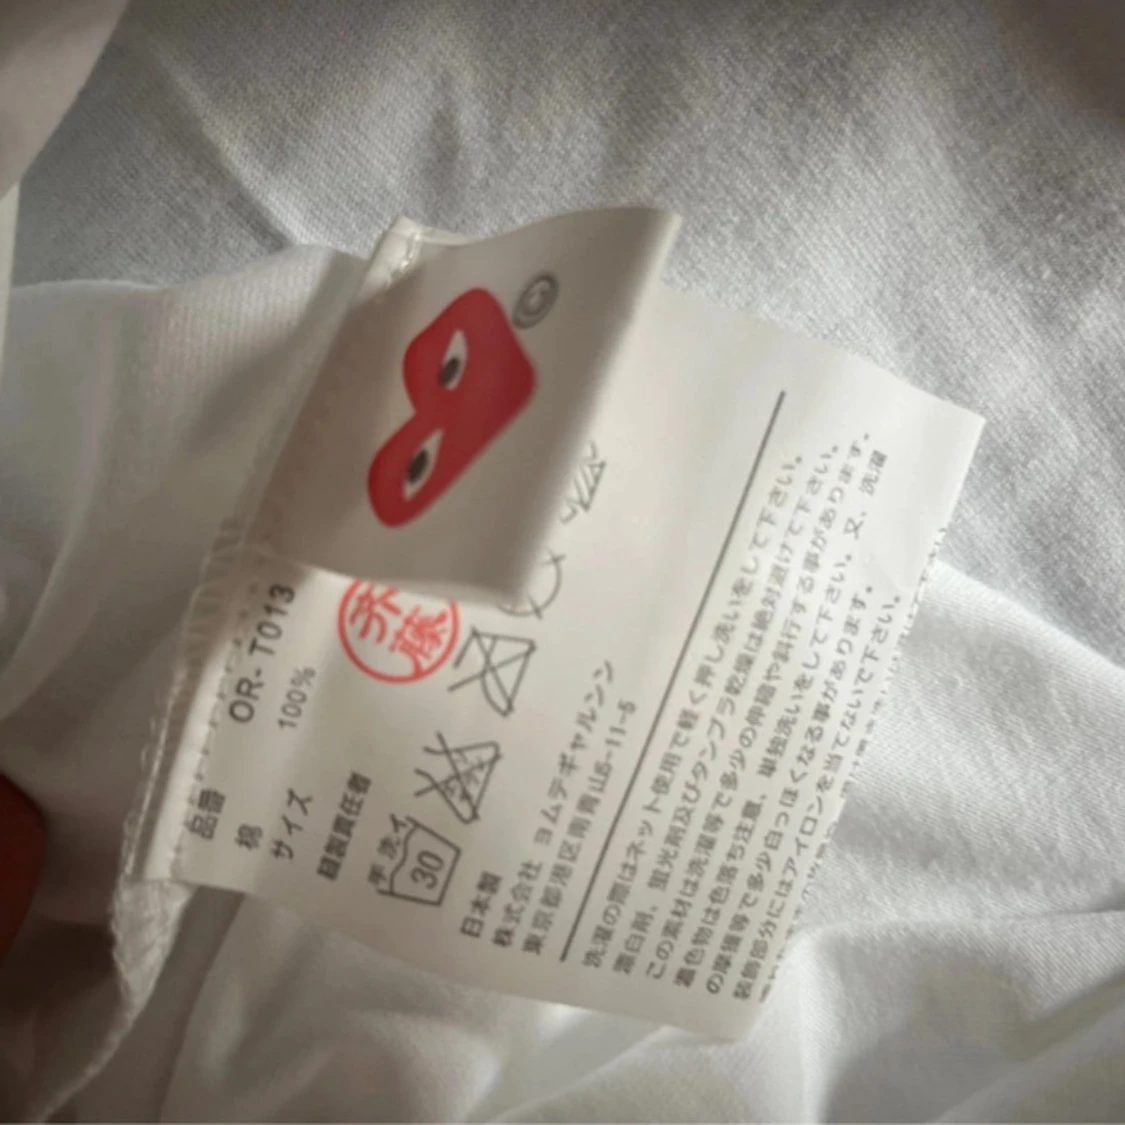 ©
品番 OR-T013
綿 100%
サイズ
縫製責任者
斉藤
手洗イ
30
日本製
株式会社 コムデギャルソン
東京都港区南青山5-11-5
洗濯の際はネット使用で軽く押し洗いをして下さい。
漂白剤、蛍光剤及びタンブラ乾燥は絶対避けて下さい。
この素材は洗濯等で多少の伸縮や斜行する事があります。
濃色物は色落ち注意、単独洗いをして下さい。又、洗濯
の摩擦等で多少白っぽくなる事があります。
装飾部分にはアイロンを当てないで下さい。